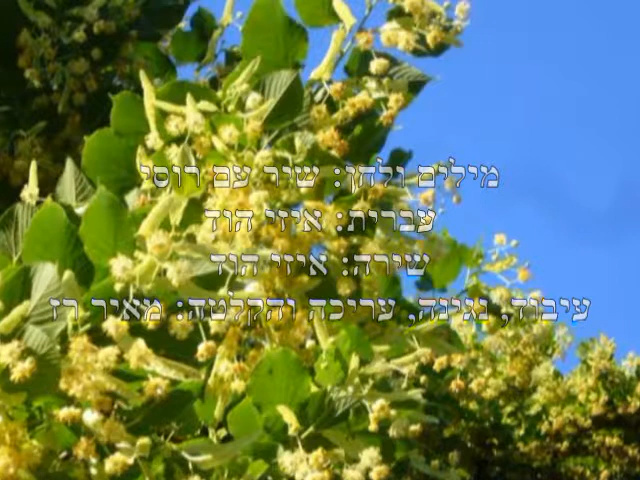 מילים ולחן: שיר עם רוסי
עברית: איזי הוד
שירה: איזי הוד
עיבוד, נגינה, עריכה והקלטה: מאיר רז